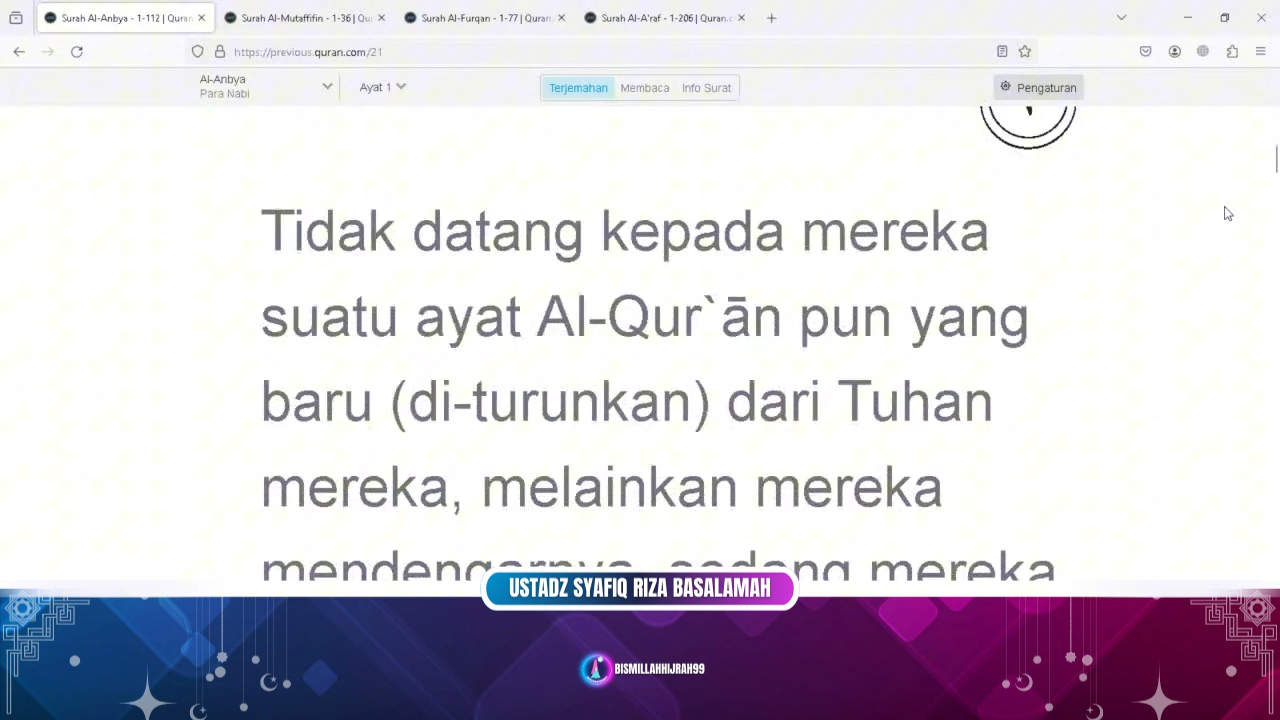 Surah Al-Anbya - 1-112 | Quran
Surah Al-Mutaffifin - 1-36 | Qu
Surah Al-Furqan - 1-77 | Quran
Surah Al-A'raf - 1-206 | Quran.c
https://previous.quran.com/21
Al-Anbya
Para Nabi
Ayat 1
Terjemahan Membaca Info Surat
Pengaturan
Tidak datang kepada mereka
suatu ayat Al-Qur`ān pun yang
baru (di-turunkan) dari Tuhan
mereka, melainkan mereka
mendengarnya, sedang mereka
USTADZ SYAFIQ RIZA BASALAMAH
BISMILLAHHIJRAH99